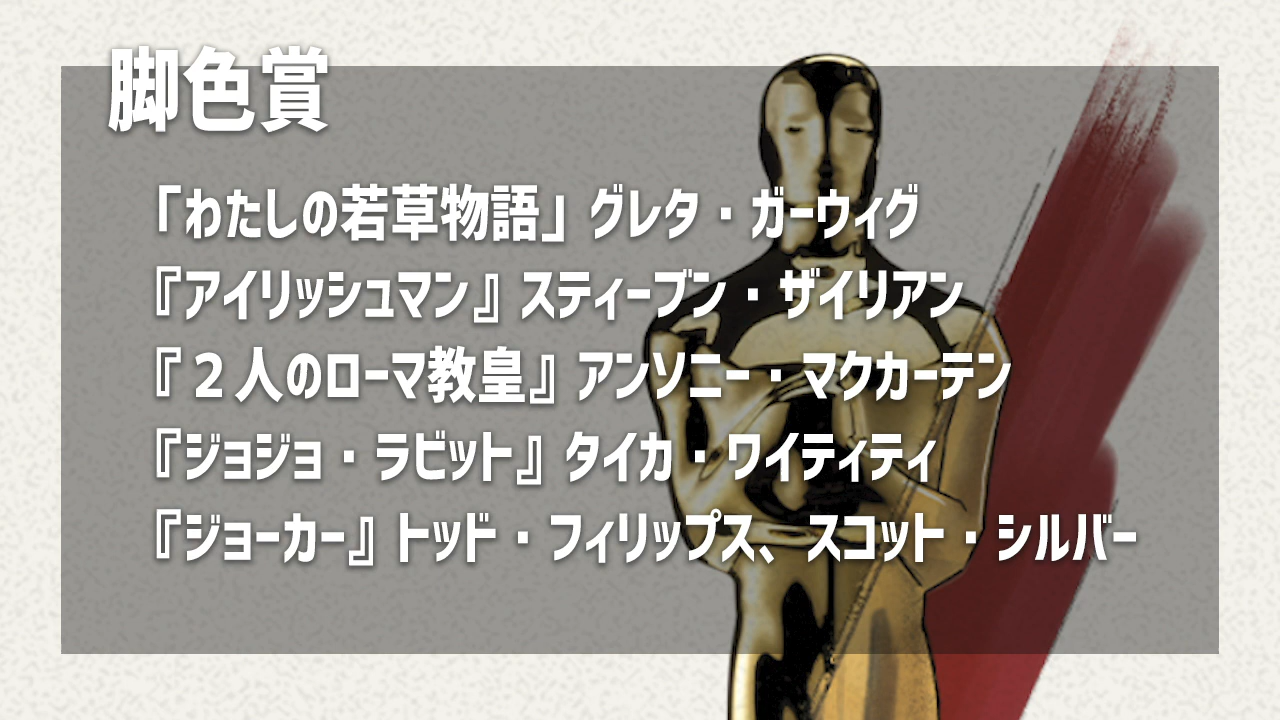 脚色賞
「わたしの若草物語」グレタ・ガーウィグ
『アイリッシュマン』スティーブン・ザイリアン
『２人のローマ教皇』アンソニー・マクカーテン
『ジョジョ・ラビット』タイカ・ワイティティ
『ジョーカー』トッド・フィリップス、スコット・シルバー